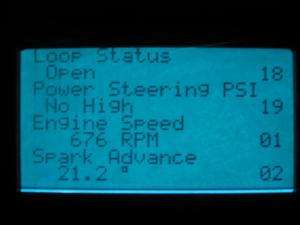 Loop Status
Open 18
Power Steering PSI
No High 19
Engine Speed
676 RPM 01
Spark Advance
21.2 ° 02